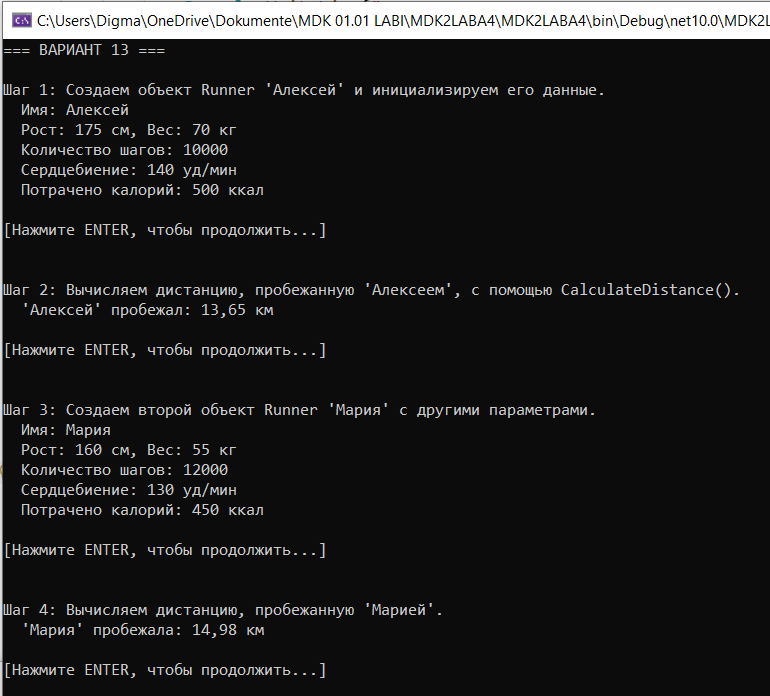 C:\Users\Digma\OneDrive\Dokumente\MDK 01.01 LABI\MDK2LABA4\MDK2LABA4\bin\Debug\net10.0\MDK2L
=== ВАРИАНТ 13 ===
Шаг 1: Создаем объект Runner 'Алексей' и инициализируем его данные.
Имя: Алексей
Рост: 175 см, Вес: 70 кг
Количество шагов: 10000
Сердцебиение: 140 уд/мин
Потрачено калорий: 500 ккал
[Нажмите ENTER, чтобы продолжить...]
Шаг 2: Вычисляем дистанцию, пробежанную 'Алексеем', с помощью CalculateDistance().
'Алексей' пробежал: 13,65 км
[Нажмите ENTER, чтобы продолжить...]
Шаг 3: Создаем второй объект Runner 'Мария' с другими параметрами.
Имя: Мария
Рост: 160 см, Вес: 55 кг
Количество шагов: 12000
Сердцебиение: 130 уд/мин
Потрачено калорий: 450 ккал
[Нажмите ENTER, чтобы продолжить...]
Шаг 4: Вычисляем дистанцию, пробежанную 'Марией'.
'Мария' пробежала: 14,98 км
[Нажмите ENTER, чтобы продолжить...]